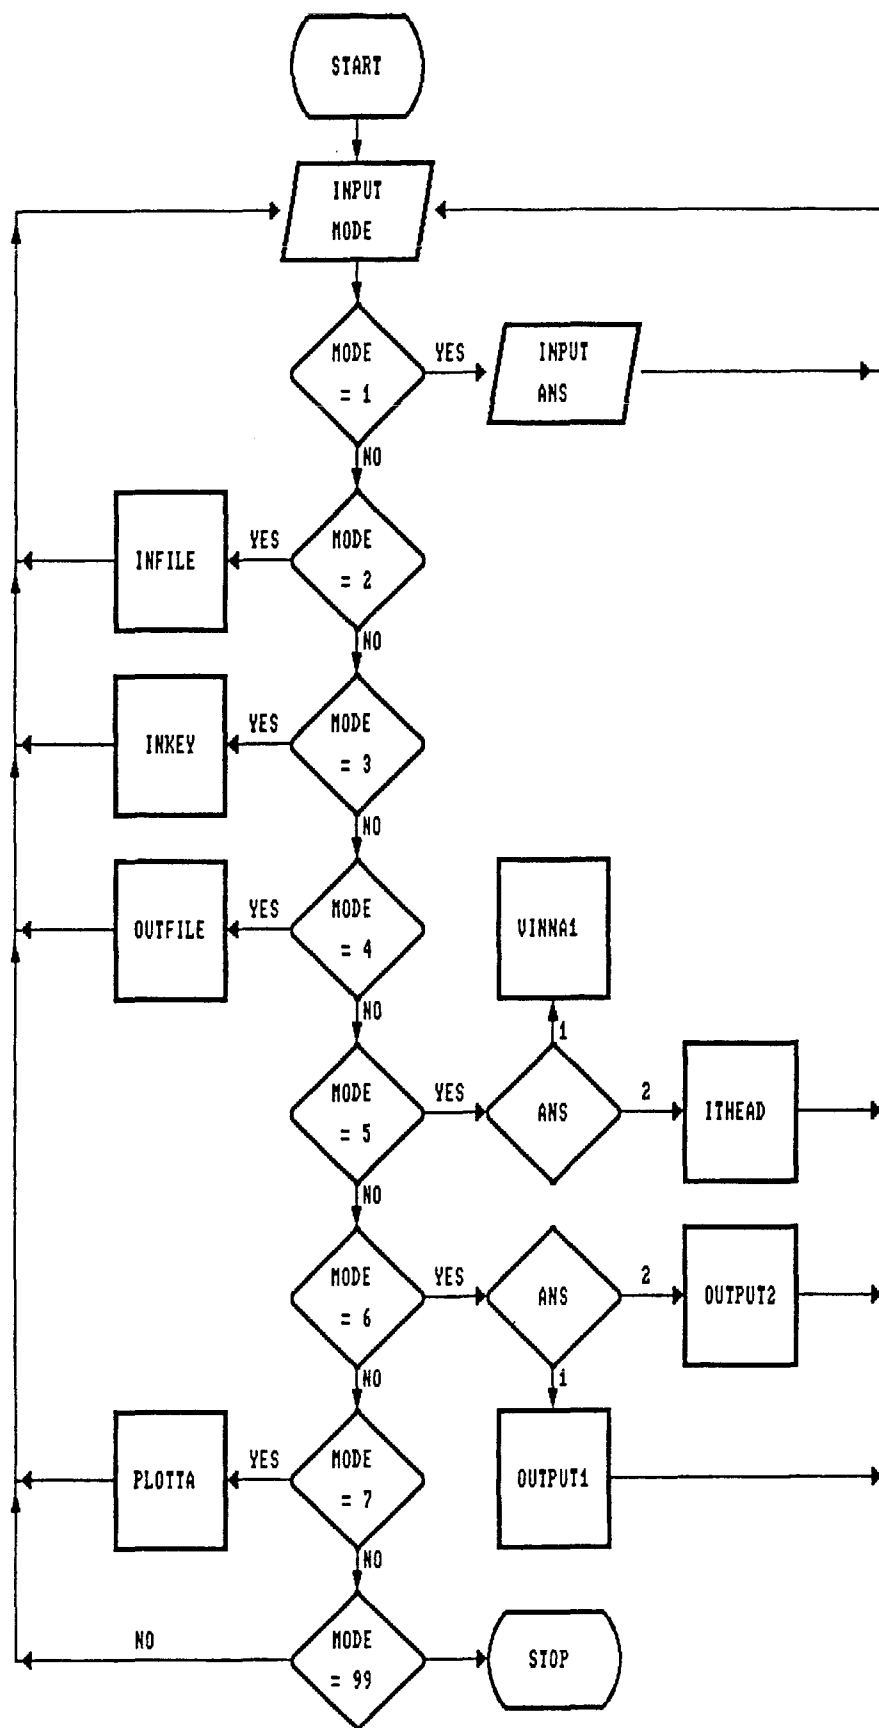 START
INPUT
MODE
MODE
= 1
YES
INPUT
ANS
NO
INFILE
YES
MODE
= 2
NO
INKEY
YES
MODE
= 3
NO
OUTFILE
YES
MODE
= 4
VINNA1
NO
1
MODE
= 5
YES
ANS
2
ITHEAD
NO
MODE
= 6
YES
ANS
2
OUTPUT2
NO
1
PLOTTA
YES
MODE
= 7
OUTPUT1
NO
NO
MODE
= 99
STOP